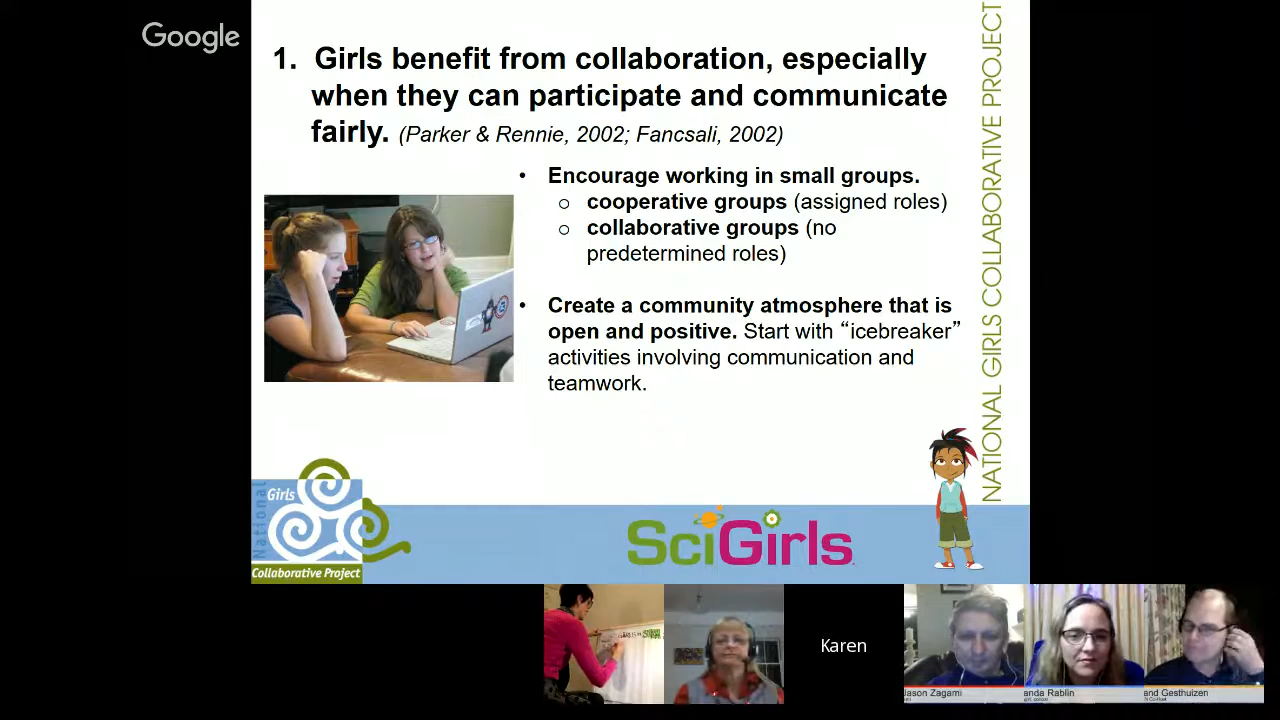 Google
1. Girls benefit from collaboration, especially
when they can participate and communicate
fairly. (Parker & Rennie, 2002; Fancsali, 2002)
• Encourage working in small groups.
o cooperative groups (assigned roles)
o collaborative groups (no
predetermined roles)
• Create a community atmosphere that is
open and positive. Start with “icebreaker”
activities involving communication and
teamwork.
NATIONAL GIRLS COLLABORATIVE PROJECT
National
Girls
Collaborative Project
SciGirls
Karen
Jason Zagami
anda Rablin
and Gesthuizen